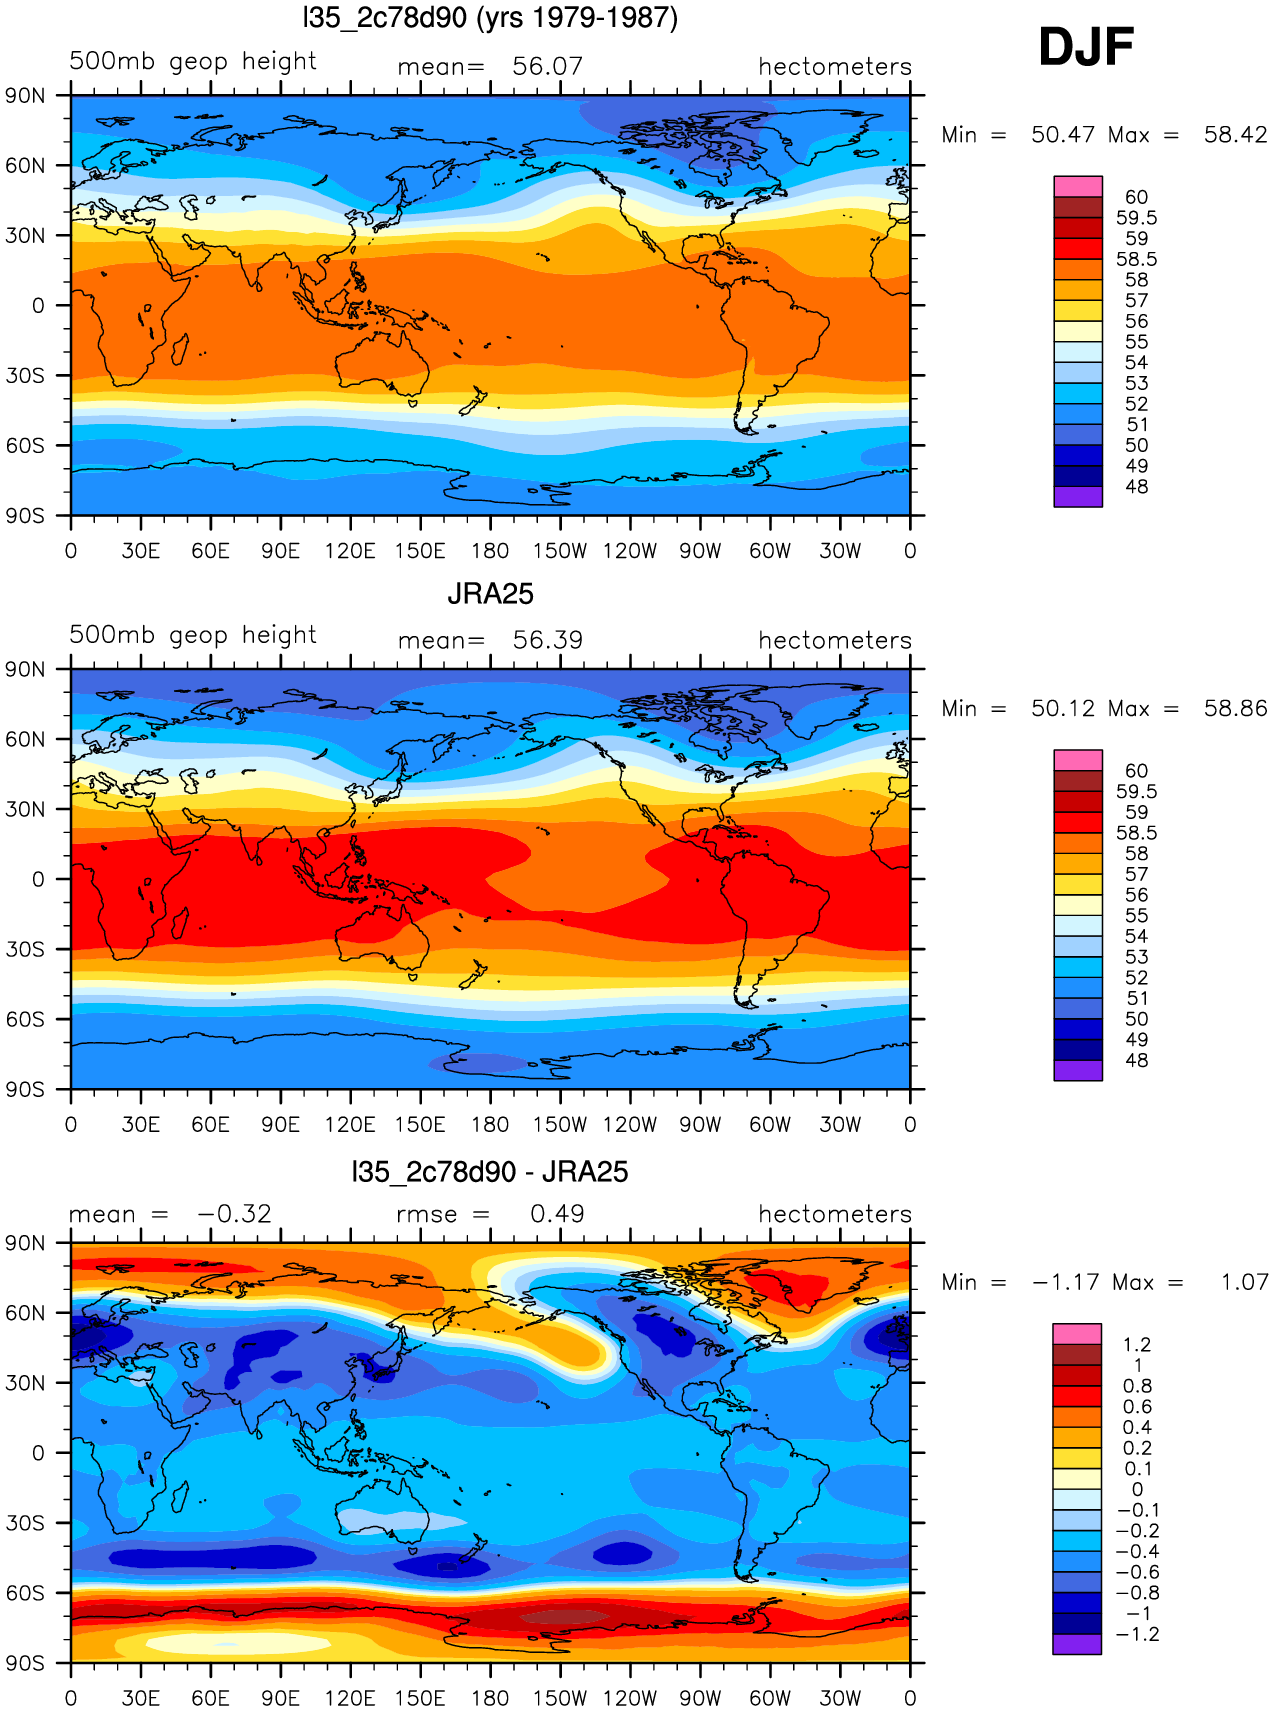 l35_2c78d90 (yrs 1979-1987)
DJF
500mb geop height mean= 56.07 hectometers
Min = 50.47 Max = 58.42
90N
60N
30N
0
30S
60S
90S
0 30E 60E 90E 120E 150E 180 150W 120W 90W 60W 30W 0
60
59.5
59
58.5
58
57
56
55
54
53
52
51
50
49
48
JRA25
500mb geop height mean= 56.39 hectometers
Min = 50.12 Max = 58.86
90N
60N
30N
0
30S
60S
90S
0 30E 60E 90E 120E 150E 180 150W 120W 90W 60W 30W 0
60
59.5
59
58.5
58
57
56
55
54
53
52
51
50
49
48
l35_2c78d90 - JRA25
mean = −0.32 rmse = 0.49 hectometers
Min = −1.17 Max = 1.07
90N
60N
30N
0
30S
60S
90S
0 30E 60E 90E 120E 150E 180 150W 120W 90W 60W 30W 0
1.2
1
0.8
0.6
0.4
0.2
0.1
0
−0.1
−0.2
−0.4
−0.6
−0.8
−1
−1.2